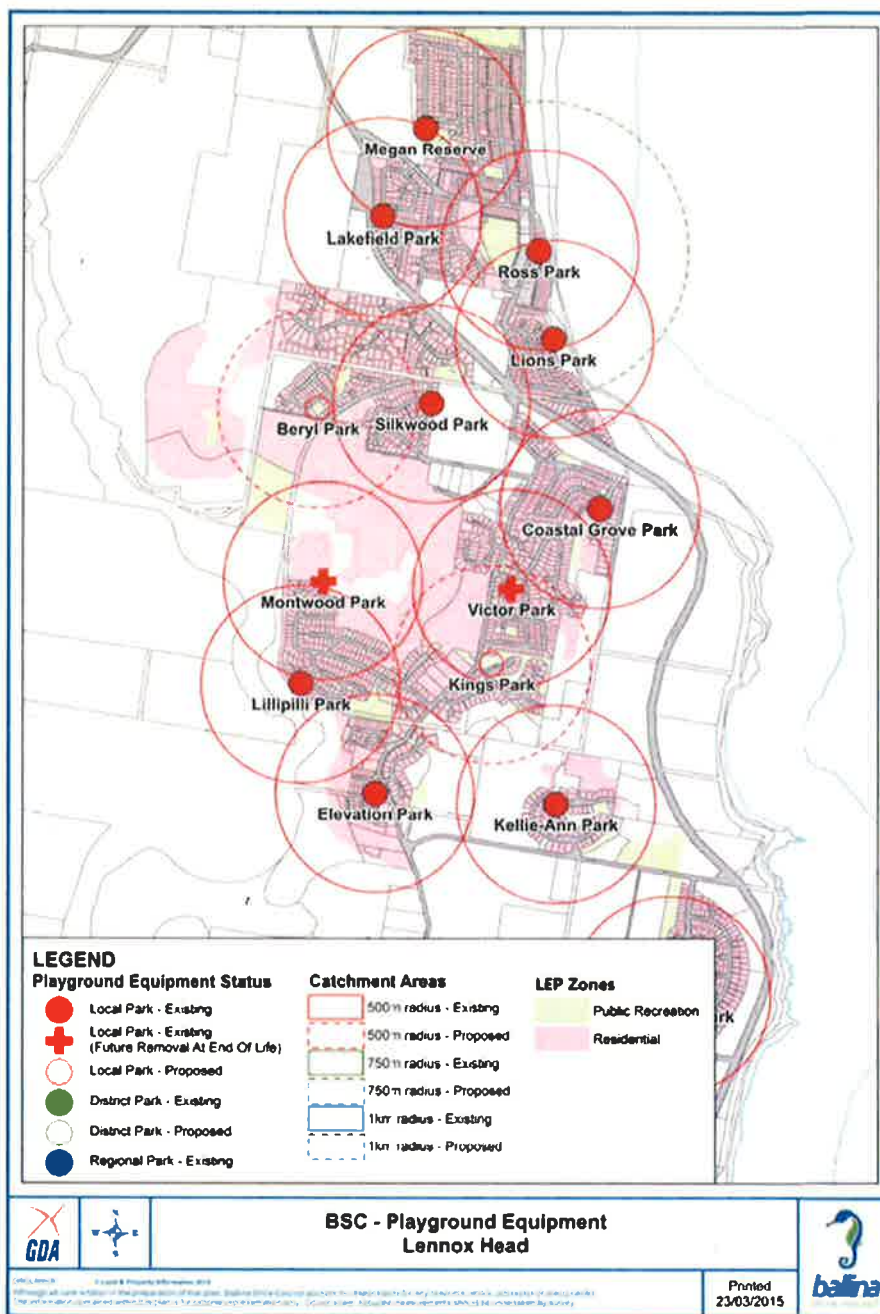 Megan Reserve
Lakefield Park
Ross Park
Lions Park
Beryl Park
Silkwood Park
Coastal Grove Park
Montwood Park
Victor Park
Kings Park
Lillipilli Park
Elevation Park
Kellie-Ann Park
LEGEND
Playground Equipment Status
Local Park - Existing
Local Park - Existing
(Future Removal At End Of Life)
Local Park - Proposed
District Park - Existing
District Park - Proposed
Regional Park - Existing
Catchment Areas
500m radius - Existing
500m radius - Proposed
750m radius - Existing
750m radius - Proposed
1km radius - Existing
1km radius - Proposed
LEP Zones
Public Recreation
Residential
GDA
BSC - Playground Equipment
Lennox Head
Printed
23/03/2015
ballina